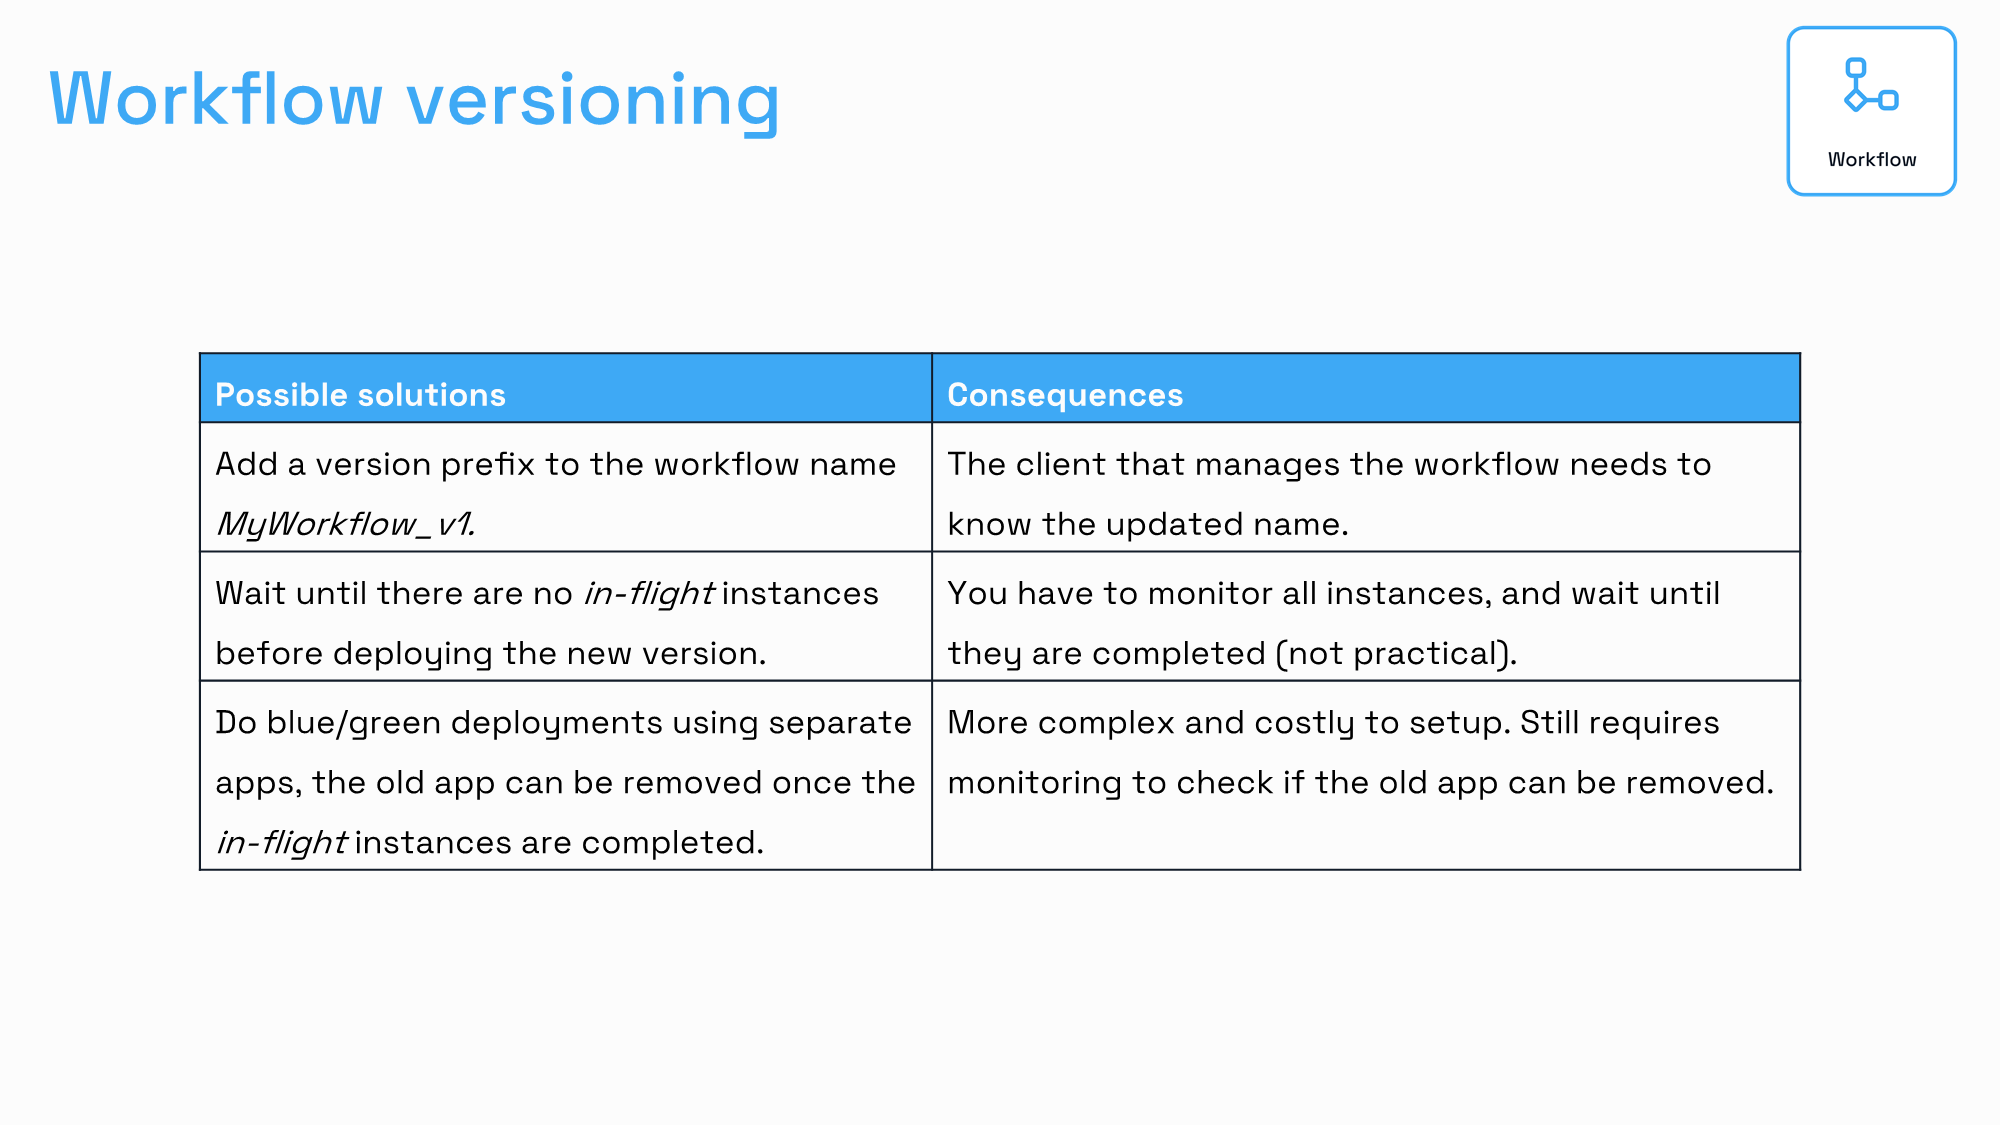 Workflow versioning
Workflow
Possible solutions
Consequences
Add a version prefix to the workflow name
MyWorkflow_v1.
The client that manages the workflow needs to
know the updated name.
Wait until there are no in-flight instances
before deploying the new version.
You have to monitor all instances, and wait until
they are completed (not practical).
Do blue/green deployments using separate
apps, the old app can be removed once the
in-flight instances are completed.
More complex and costly to setup. Still requires
monitoring to check if the old app can be removed.